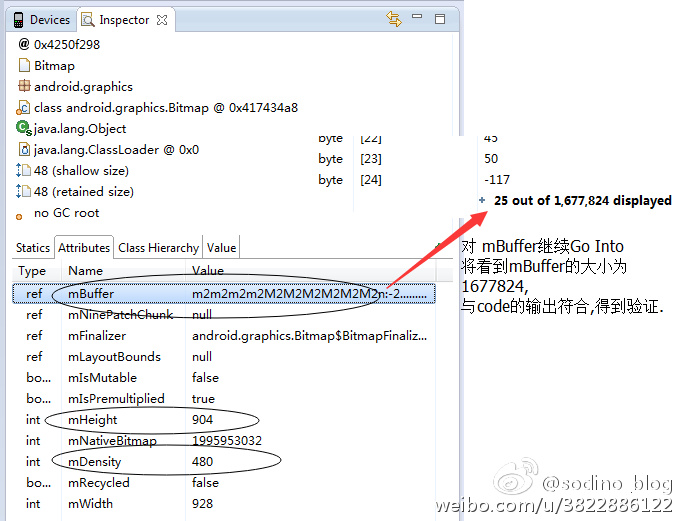 Devices Inspector
@ 0x4250f298
Bitmap
android.graphics
class android.graphics.Bitmap @ 0x417434a8
java.lang.Object
java.lang.ClassLoader @ 0x0
48 (shallow size)
48 (retained size)
no GC root
byte [22] 45
byte [23] 50
byte [24] -117
+ 25 out of 1,677,824 displayed
对 mBuffer继续Go Into
将看到mBuffer的大小为
1677824,
与code的输出符合,得到验证.
Statics Attributes Class Hierarchy Value
Type Name Value
ref mBuffer m2m2m2m2M2M2M2M2M2M2n:-2.........
ref mNinePatchChunk null
ref mFinalizer android.graphics.Bitmap$BitmapFinaliz...
ref mLayoutBounds null
bo... mIsMutable false
bo... mIsPremultiplied true
int mHeight 904
int mNativeBitmap 1995953032
int mDensity 480
bo... mRecycled false
int mWidth 928
@sodino_blog
weibo.com/u/3822886122